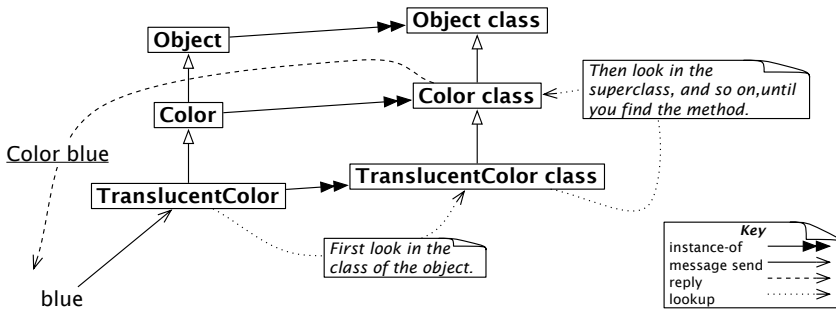 Object class
Object
Then look in the
superclass, and so on,until
you find the method.
Color class
Color
Color blue
TranslucentColor class
TranslucentColor
First look in the
class of the object.
Key
instance-of
message send
reply
lookup
blue